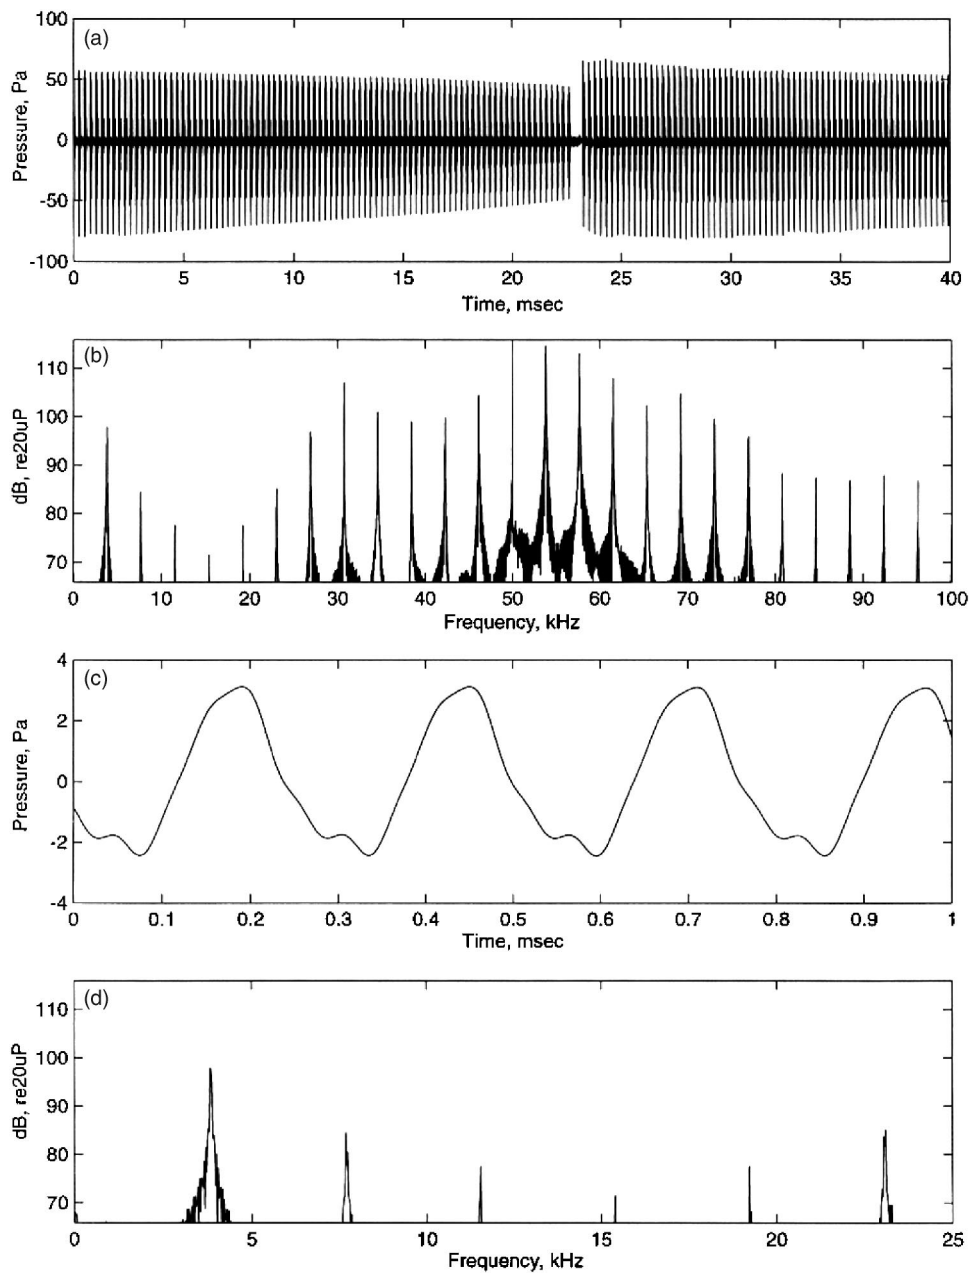 (a)
Pressure, Pa
100
50
0
-50
-100
0 5 10 15 20 25 30 35 40
Time, msec
(b)
dB, re20uP
110
100
90
80
70
0 10 20 30 40 50 60 70 80 90 100
Frequency, kHz
(c)
Pressure, Pa
4
2
0
-2
-4
0 0.1 0.2 0.3 0.4 0.5 0.6 0.7 0.8 0.9 1
Time, msec
(d)
dB, re20uP
110
100
90
80
70
0 5 10 15 20 25
Frequency, kHz